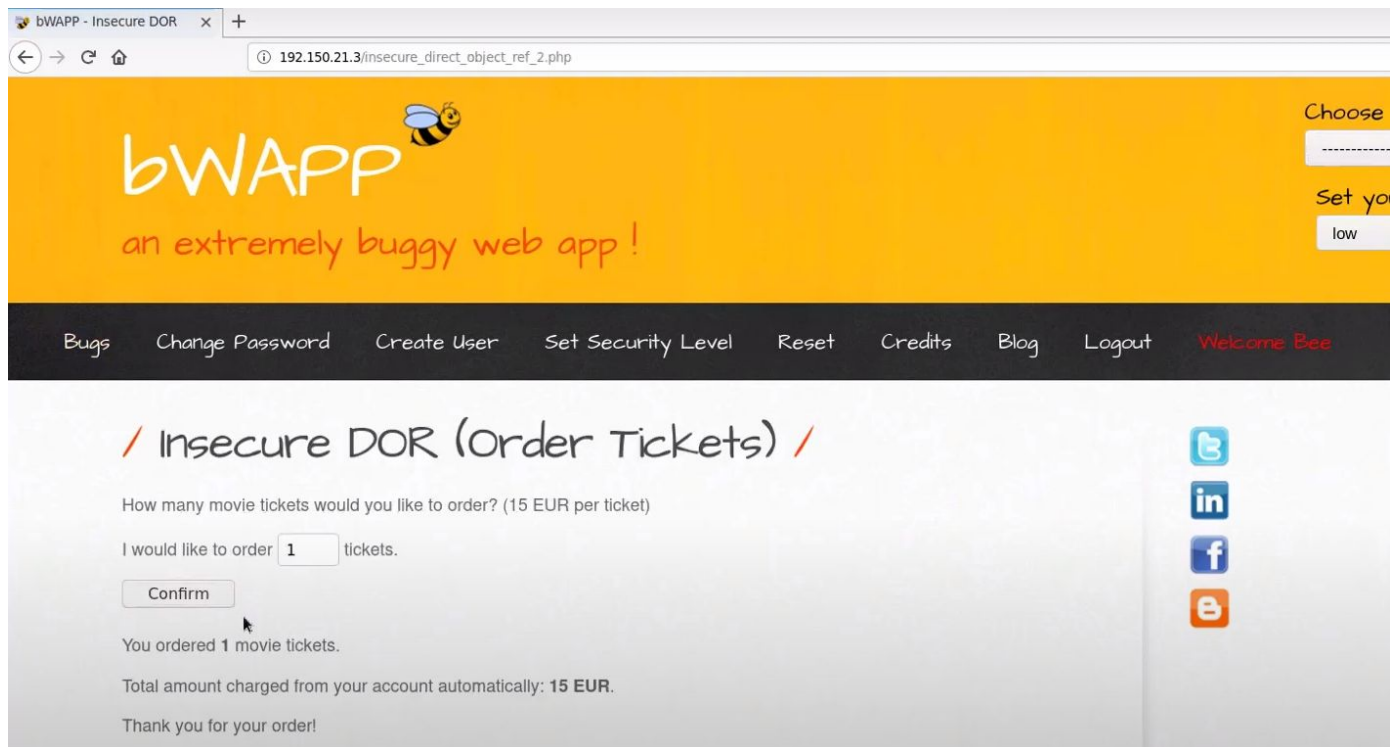 bWAPP - Insecure DOR
192.150.21.3/insecure_direct_object_ref_2.php
Choose
bWAPP
------------
an extremely buggy web app !
Set you
low
Bugs Change Password Create User Set Security Level Reset Credits Blog Logout Welcome Bee
/ Insecure DOR (Order Tickets) /
How many movie tickets would you like to order? (15 EUR per ticket)
I would like to order 1 tickets.
Confirm
You ordered 1 movie tickets.
Total amount charged from your account automatically: 15 EUR.
Thank you for your order!
in
f